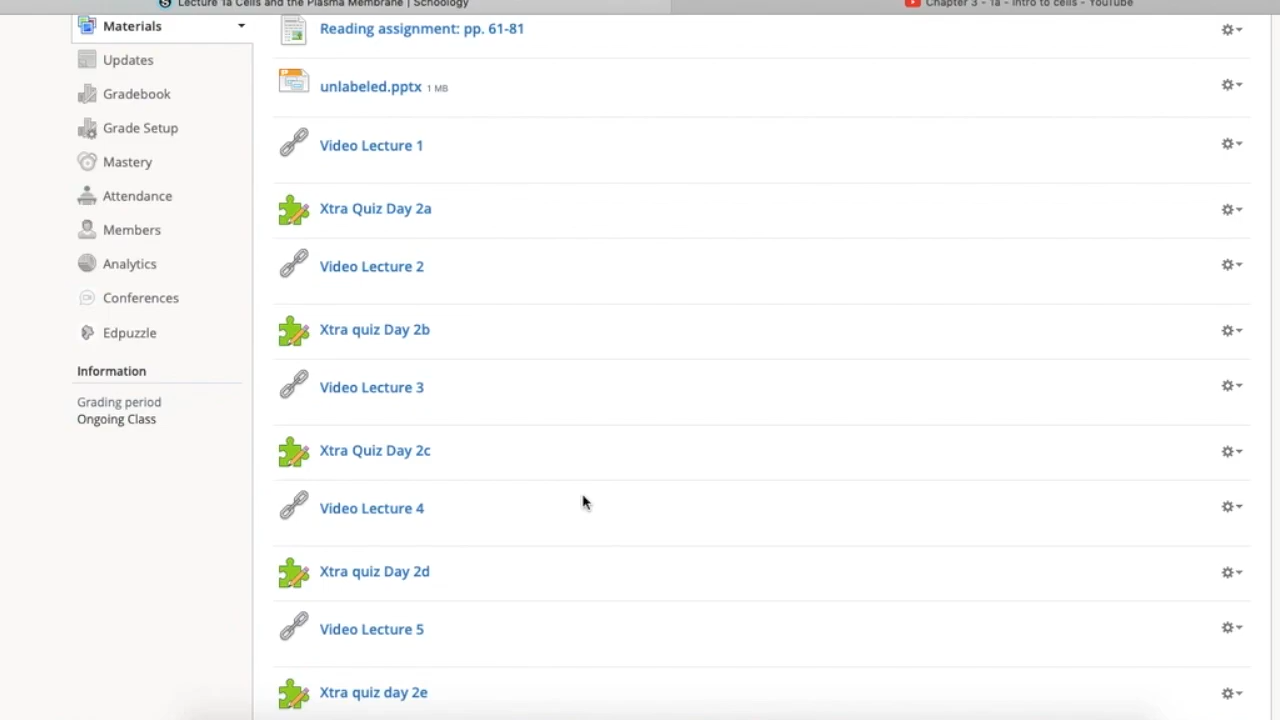 Lecture 1a Cells and the Plasma Membrane | Schoology
Chapter 3 - 1a - Intro to cells - YouTube
Materials
Updates
Gradebook
Grade Setup
Mastery
Attendance
Members
Analytics
Conferences
Edpuzzle
Information
Grading period
Ongoing Class
Reading assignment: pp. 61-81
unlabeled.pptx 1 MB
Video Lecture 1
Xtra Quiz Day 2a
Video Lecture 2
Xtra quiz Day 2b
Video Lecture 3
Xtra Quiz Day 2c
Video Lecture 4
Xtra quiz Day 2d
Video Lecture 5
Xtra quiz day 2e